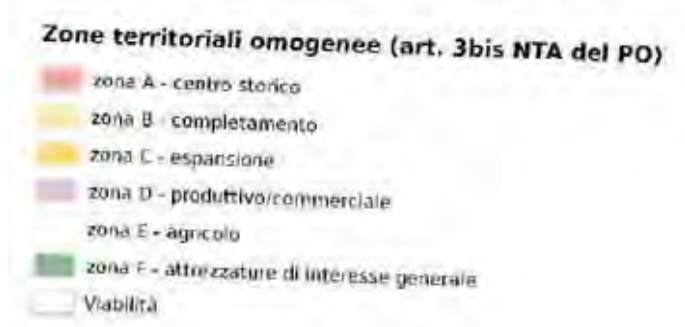 Zone territoriali omogenee (art. 3bis NTA del PO)
zona A - centro storico
zona B - completamento
zona C - espansione
zona D - produttivo/commerciale
zona E - agricolo
zona F - attrezzature di interesse generale
Viabilità